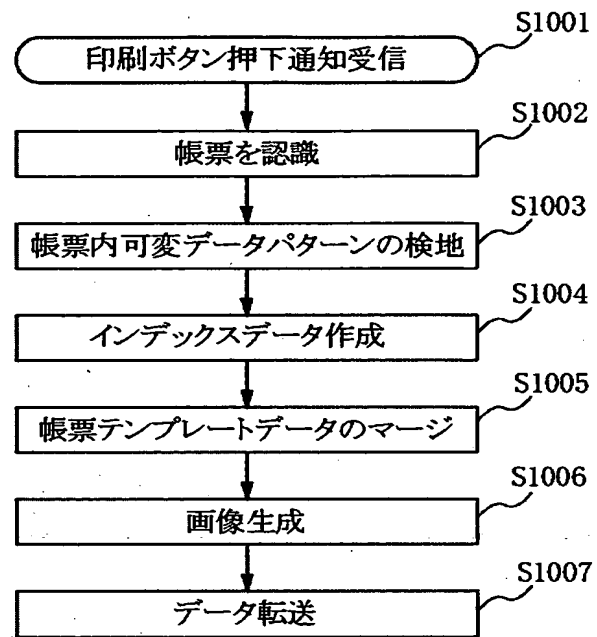 S1001
印刷ボタン押下通知受信
S1002
帳票を認識
S1003
帳票内可変データパターンの検地
S1004
インデックスデータ作成
S1005
帳票テンプレートデータのマージ
S1006
画像生成
S1007
データ転送